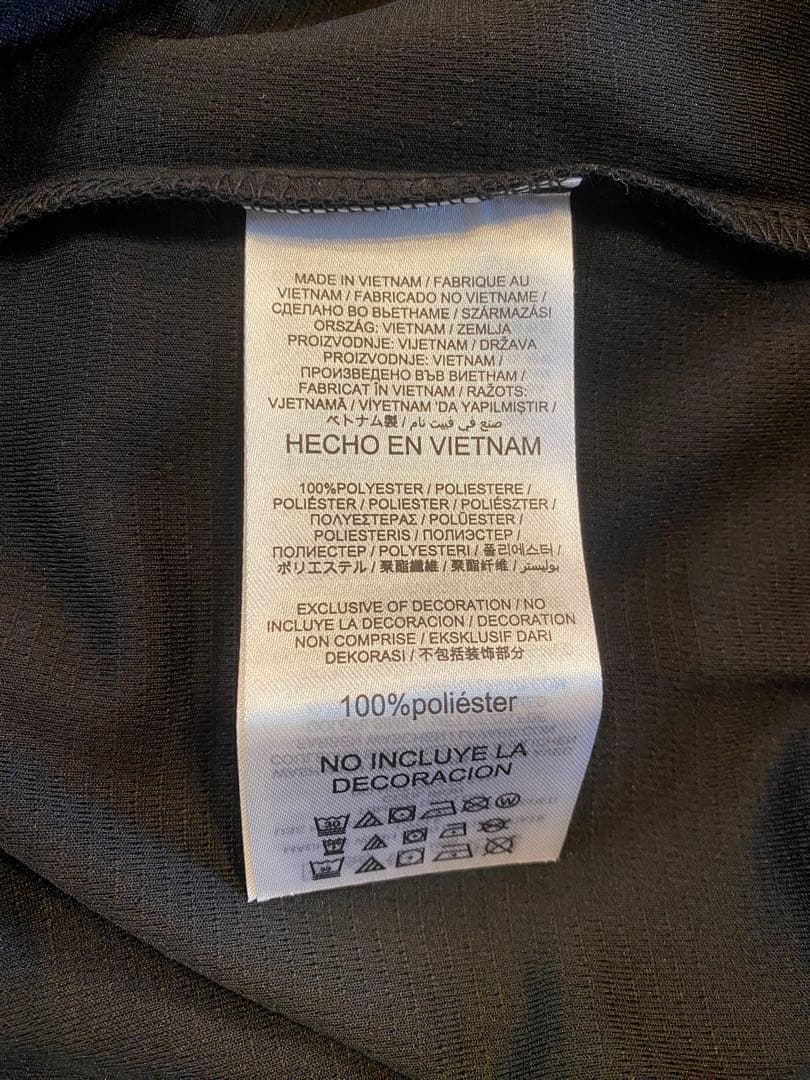 MADE IN VIETNAM / FABRIQUE AU
VIETNAM / FABRICADO NO VIETNAME /
СДЕЛАНО ВО ВЬЕТНАМЕ / SZÁRMAZÁSI
ORSZÁG: VIETNAM / ZEMLJA
PROIZVODNJE: VIJETNAM / DRŽAVA
PROIZVODNJE: VIETNAM /
ПРОИЗВЕДЕНО ВЪВ ВИЕТНАМ /
FABRICAT ÎN VIETNAM / RAŽOTS:
VJETNAMĀ / VİYETNAM 'DA YAPILMIŞTIR /
ベトナム製 / صنع في فييت نام
HECHO EN VIETNAM
100%POLYESTER / POLIESTERE /
POLIÉSTER / POLIESTER / POLIÉSZTER /
ΠΟΛΥΕΣΤΕΡΑΣ / POLÜESTER /
POLIESTERIS / ПОЛИЭСТЕР /
ПОЛИЕСТЕР / POLYESTERI / 폴리에스터 /
ポリエステル / 聚酯纖維 / 聚酯纤维 / بوليستر
EXCLUSIVE OF DECORATION / NO
INCLUYE LA DECORACION / DECORATION
NON COMPRISE / EKSKLUSIF DARI
DEKORASI / 不包括装饰部分
100%poliéster
NO INCLUYE LA
DECORACION
30
W
30